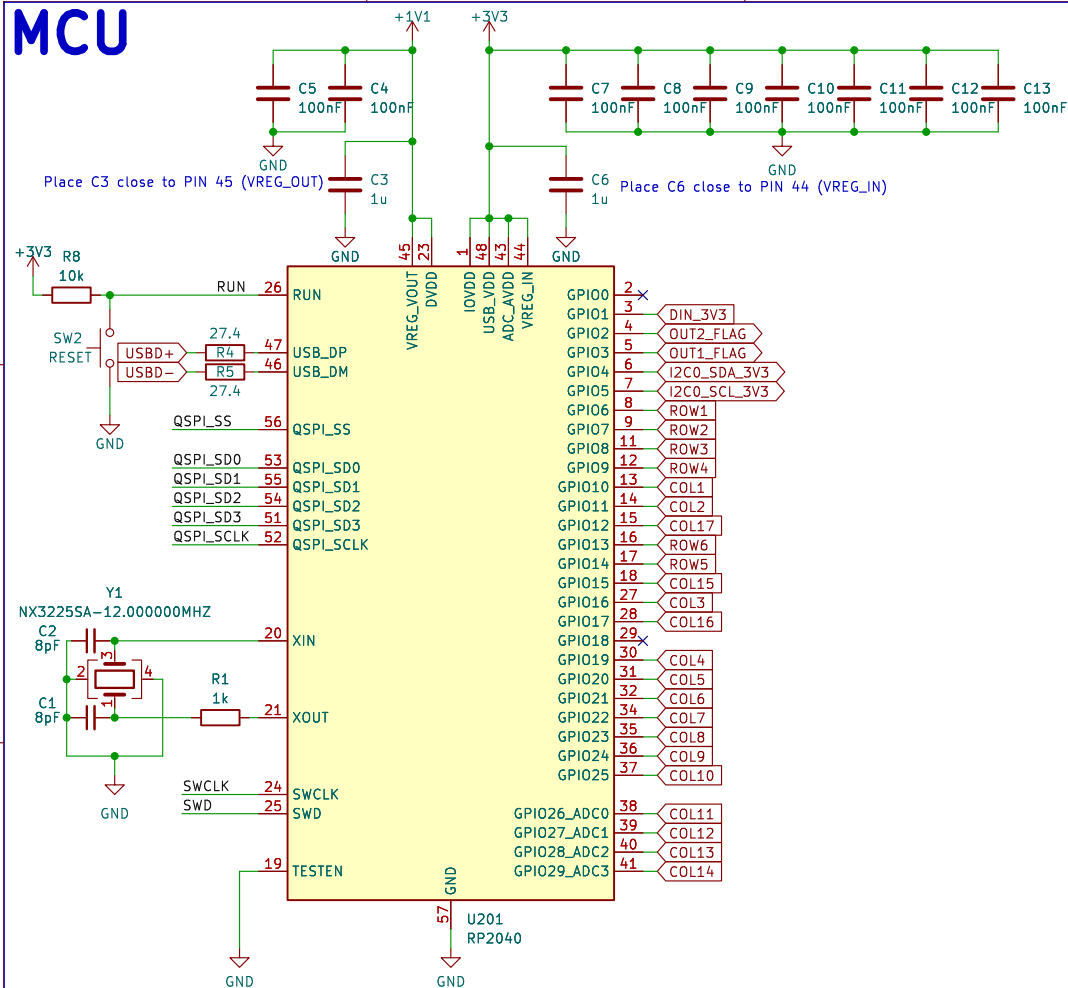 MCU
+1V1
+3V3
C5
100nF
C4
100nF
C7
100nF
C8
100nF
C9
100nF
C10
100nF
C11
100nF
C12
100nF
C13
100nF
GND
GND
Place C3 close to PIN 45 (VREG_OUT)
C3
1u
C6
1u
Place C6 close to PIN 44 (VREG_IN)
GND
GND
45
23
1
48
43
44
VREG_VOUT
DVDD
IOVDD
USB_VDD
ADC_AVDD
VREG_IN
+3V3
R8
10k
RUN
26
RUN
SW2
RESET
GND
USBD+
USBD-
27.4
R4
R5
27.4
47
USB_DP
46
USB_DM
QSPI_SS
56
QSPI_SS
QSPI_SD0
53
QSPI_SD0
QSPI_SD1
55
QSPI_SD1
QSPI_SD2
54
QSPI_SD2
QSPI_SD3
51
QSPI_SD3
QSPI_SCLK
52
QSPI_SCLK
Y1
NX3225SA-12.000000MHZ
C2
8pF
20
XIN
3
2
4
1
C1
8pF
R1
1k
21
XOUT
GND
SWCLK
24
SWCLK
SWD
25
SWD
19
TESTEN
GND
GND
57
U201
RP2040
GND
GPIO0
2
GPIO1
3
DIN_3V3
GPIO2
4
OUT2_FLAG
GPIO3
5
OUT1_FLAG
GPIO4
6
I2C0_SDA_3V3
GPIO5
7
I2C0_SCL_3V3
GPIO6
8
ROW1
GPIO7
9
ROW2
GPIO8
11
ROW3
GPIO9
12
ROW4
GPIO10
13
COL1
GPIO11
14
COL2
GPIO12
15
COL17
GPIO13
16
ROW6
GPIO14
17
ROW5
GPIO15
18
COL15
GPIO16
27
COL3
GPIO17
28
COL16
GPIO18
29
GPIO19
30
COL4
GPIO20
31
COL5
GPIO21
32
COL6
GPIO22
34
COL7
GPIO23
35
COL8
GPIO24
36
COL9
GPIO25
37
COL10
GPIO26_ADC0
38
COL11
GPIO27_ADC1
39
COL12
GPIO28_ADC2
40
COL13
GPIO29_ADC3
41
COL14